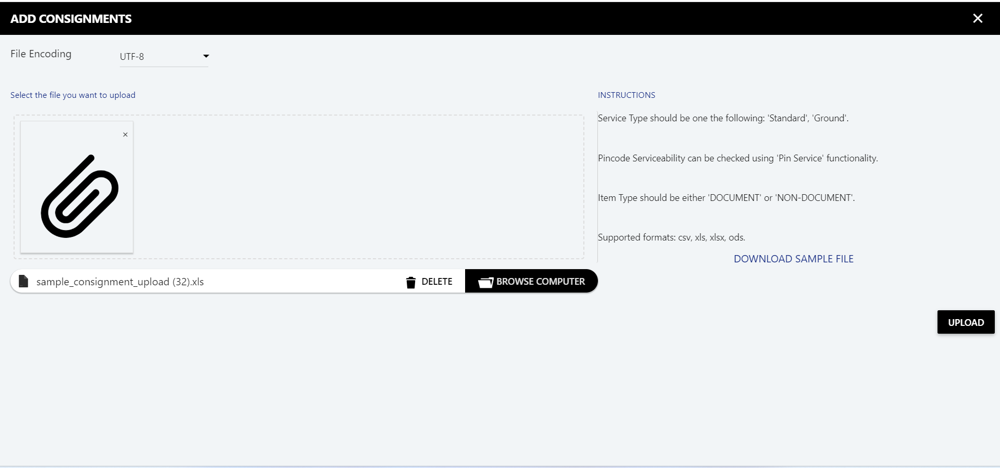 ADD CONSIGNMENTS
File Encoding
UTF-8
Select the file you want to upload
INSTRUCTIONS
Service Type should be one the following: 'Standard', 'Ground'.
Pincode Serviceability can be checked using 'Pin Service' functionality.
Item Type should be either 'DOCUMENT' or 'NON-DOCUMENT'.
Supported formats: csv, xls, xlsx, ods.
DOWNLOAD SAMPLE FILE
sample_consignment_upload (32).xls
DELETE
BROWSE COMPUTER
UPLOAD